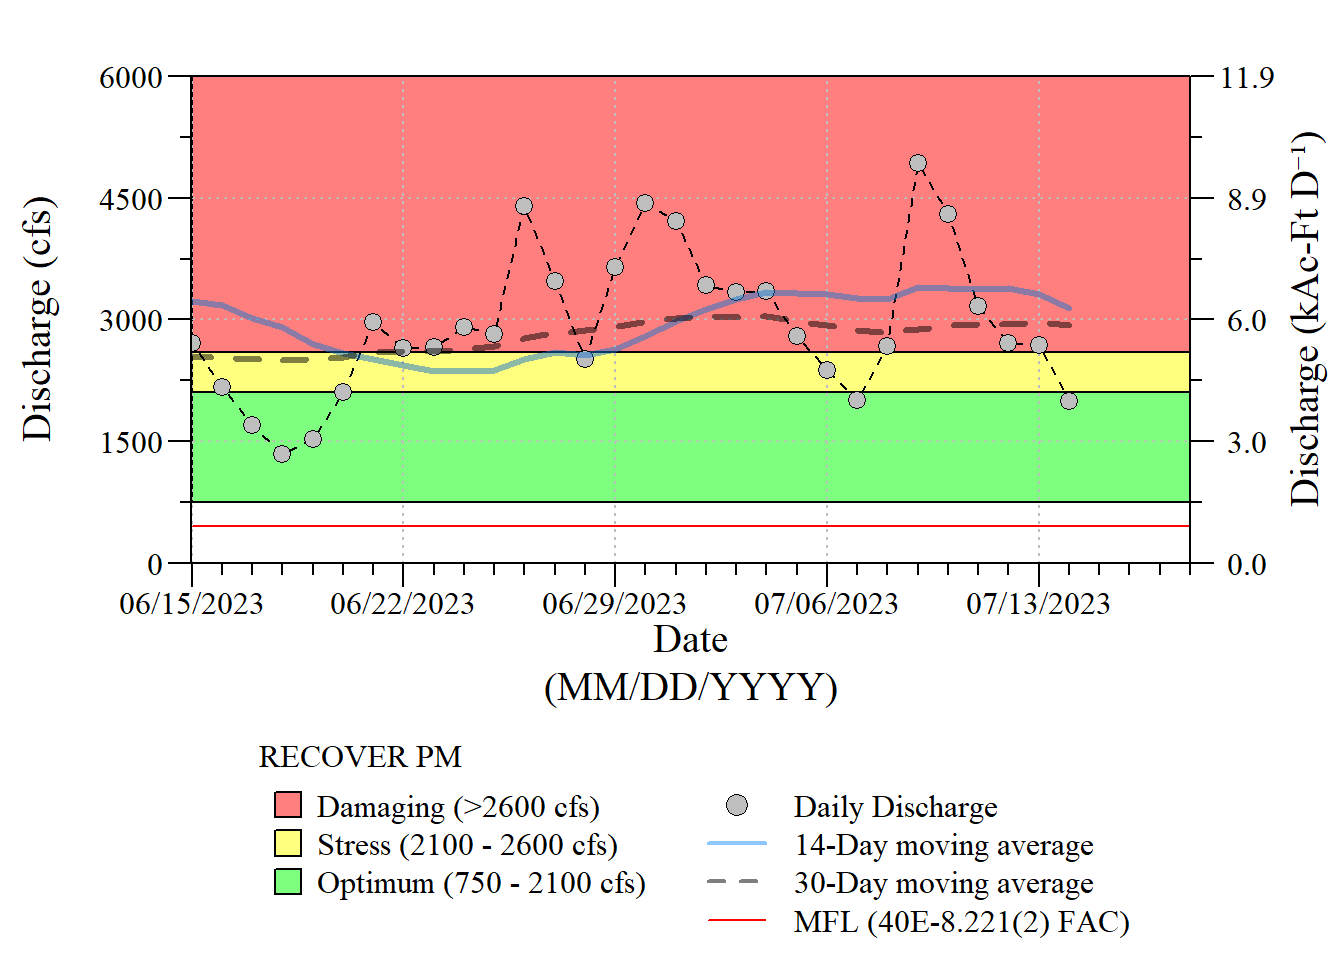 6000
4500
3000
1500
0
Discharge (cfs)
11.9
8.9
6.0
3.0
0.0
Discharge (kAc-Ft D⁻¹)
06/15/2023 06/22/2023 06/29/2023 07/06/2023 07/13/2023
Date
(MM/DD/YYYY)
RECOVER PM
Damaging (>2600 cfs)
Stress (2100 - 2600 cfs)
Optimum (750 - 2100 cfs)
Daily Discharge
14-Day moving average
30-Day moving average
MFL (40E-8.221(2) FAC)